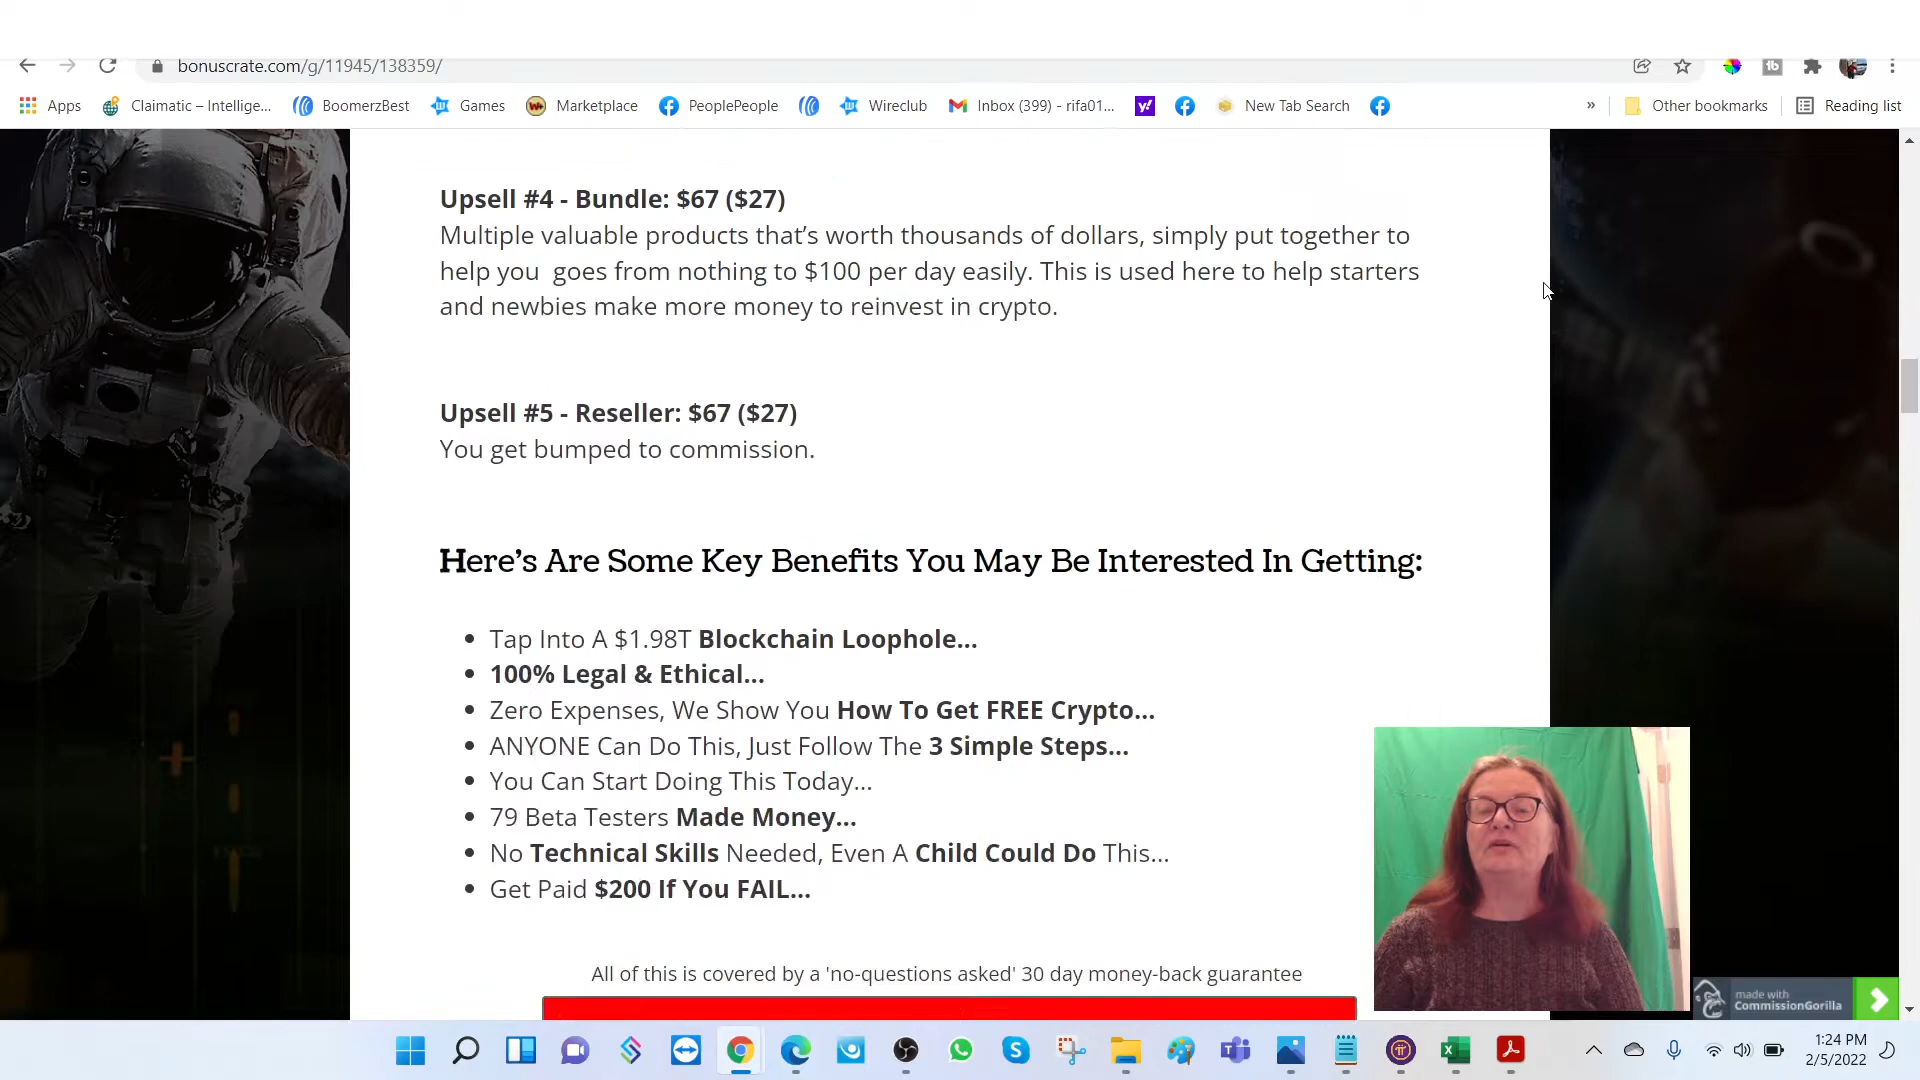 bonuscrate.com/g/11945/138359/
Apps Claimatic – Intellige... BoomerzBest Games Marketplace PeoplePeople Wireclub Inbox (399) - rifa01... New Tab Search » Other bookmarks Reading list
Upsell #4 - Bundle: $67 ($27)
Multiple valuable products that’s worth thousands of dollars, simply put together to
help you goes from nothing to $100 per day easily. This is used here to help starters
and newbies make more money to reinvest in crypto.
Upsell #5 - Reseller: $67 ($27)
You get bumped to commission.
Here’s Are Some Key Benefits You May Be Interested In Getting:
Tap Into A $1.98T Blockchain Loophole...
100% Legal & Ethical...
Zero Expenses, We Show You How To Get FREE Crypto...
ANYONE Can Do This, Just Follow The 3 Simple Steps...
You Can Start Doing This Today...
79 Beta Testers Made Money...
No Technical Skills Needed, Even A Child Could Do This...
Get Paid $200 If You FAIL...
All of this is covered by a 'no-questions asked' 30 day money-back guarantee
made with
CommissionGorilla
1:24 PM
2/5/2022